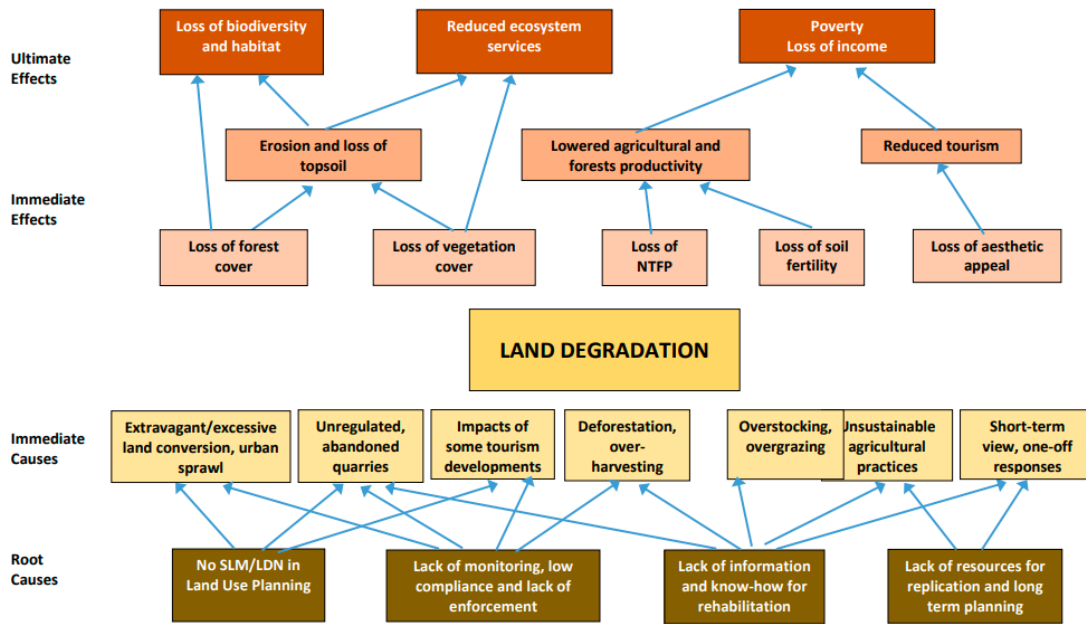 Loss of biodiversity
and habitat
Reduced ecosystem
services
Poverty
Loss of income
Ultimate
Effects
Erosion and loss of
topsoil
Lowered agricultural and
forests productivity
Reduced tourism
Immediate
Effects
Loss of forest
cover
Loss of vegetation
cover
Loss of
NTFP
Loss of soil
fertility
Loss of aesthetic
appeal
LAND DEGRADATION
Immediate
Causes
Extravagant/excessive
land conversion, urban
sprawl
Unregulated,
abandoned
quarries
Impacts of
some tourism
developments
Deforestation,
over-
harvesting
Overstocking,
overgrazing
Unsustainable
agricultural
practices
Short-term
view, one-off
responses
Root
Causes
No SLM/LDN in
Land Use Planning
Lack of monitoring, low
compliance and lack of
enforcement
Lack of information
and know-how for
rehabilitation
Lack of resources for
replication and long
term planning